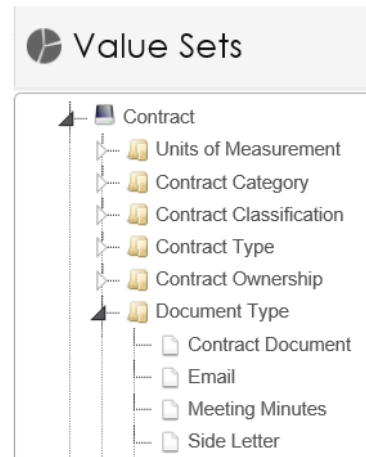 Value Sets
Contract
Units of Measurement
Contract Category
Contract Classification
Contract Type
Contract Ownership
Document Type
Contract Document
Email
Meeting Minutes
Side Letter